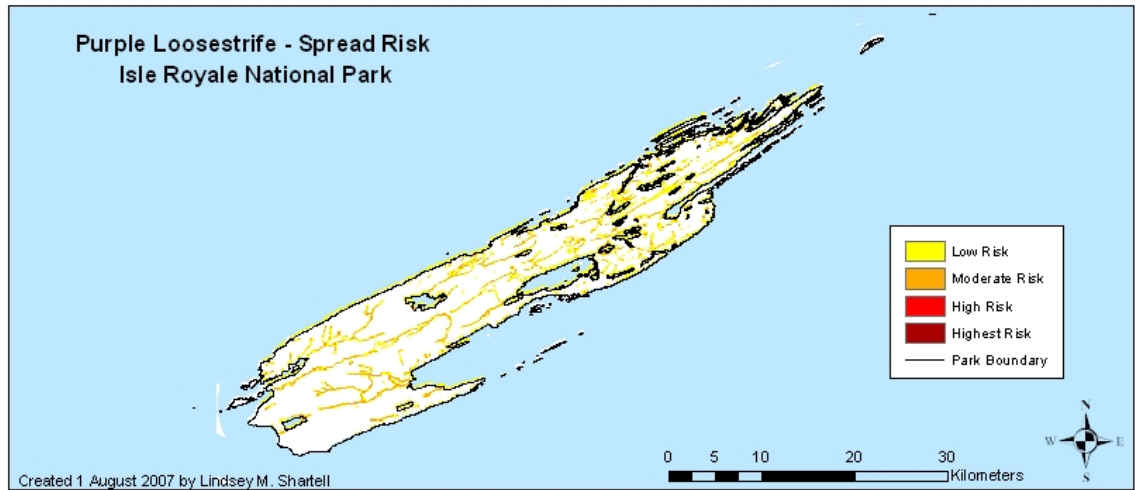 Purple Loosestrife - Spread Risk
Isle Royale National Park
Low Risk
Moderate Risk
High Risk
Highest Risk
Park Boundary
N
W E
S
0 5 10 20 30
Kilometers
Created 1 August 2007 by Lindsey M. Shartell